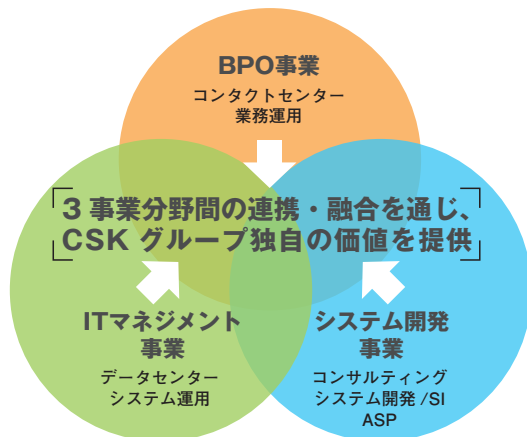 BPO事業
コンタクトセンター
業務運用
3 事業分野間の連携・融合を通じ、
CSK グループ独自の価値を提供
ITマネジメント
事業
データセンター
システム運用
システム開発
事業
コンサルティング
システム開発 /SI
ASP